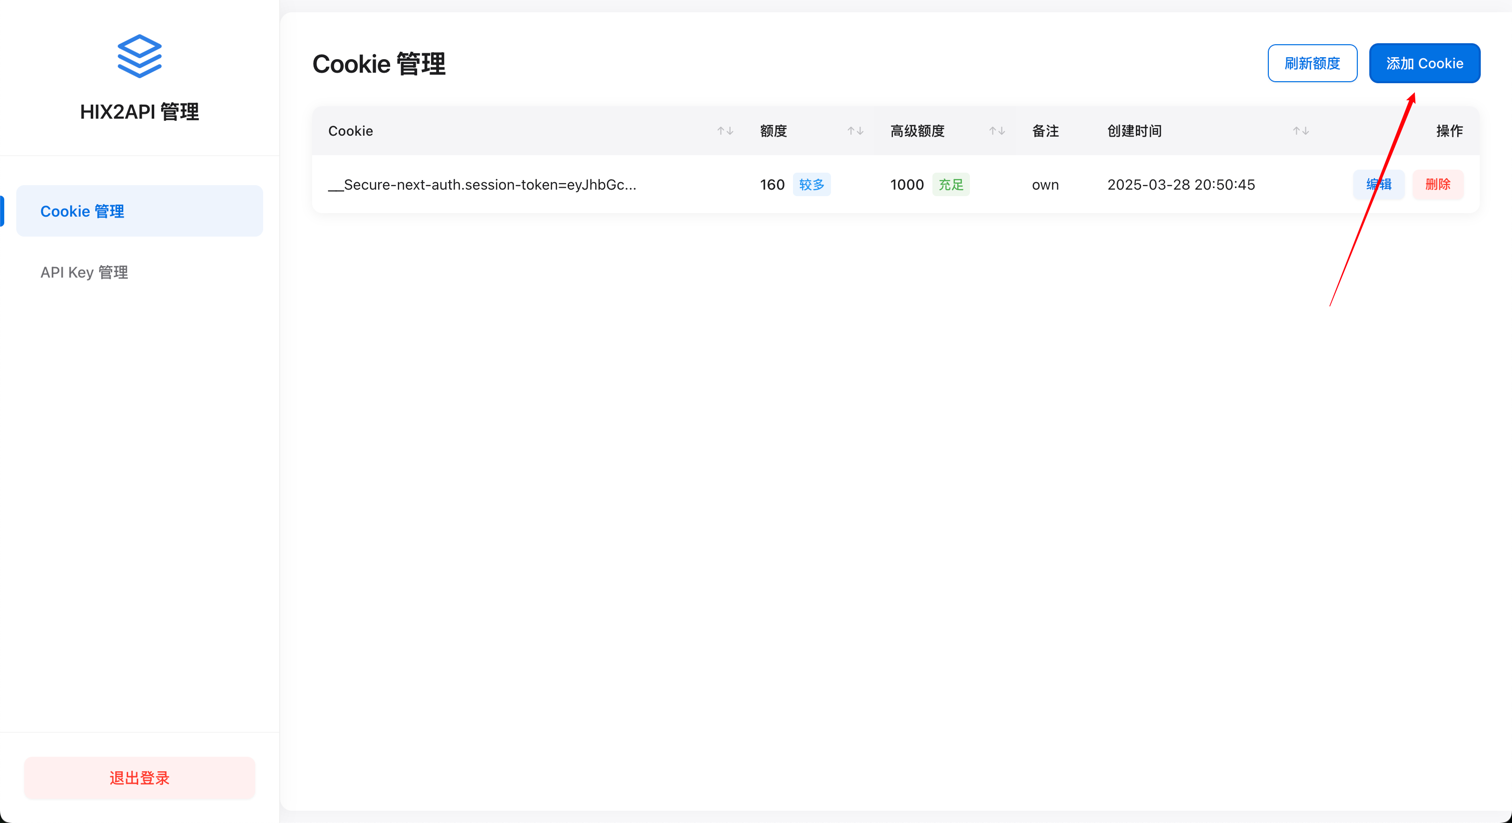 HIX2API 管理
Cookie 管理
API Key 管理
退出登录
Cookie 管理
刷新额度
添加 Cookie
Cookie 额度 高级额度 备注 创建时间 操作
__Secure-next-auth.session-token=eyJhbGc... 160 较多 1000 充足 own 2025-03-28 20:50:45 编辑 删除